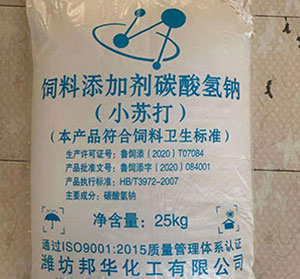 饲料添加剂碳酸氢钠
（小苏打）
（本产品符合饲料卫生标准）
生产许可证号：鲁饲添（2020）T07084
产品批准文号：鲁饲添字（2020）084001
产品执行标准：HB/T3972-2007
主要成分：碳酸氢钠
净含量：25kg
通过ISO9001:2015质量管理体系认证
潍坊邦华化工有限公司